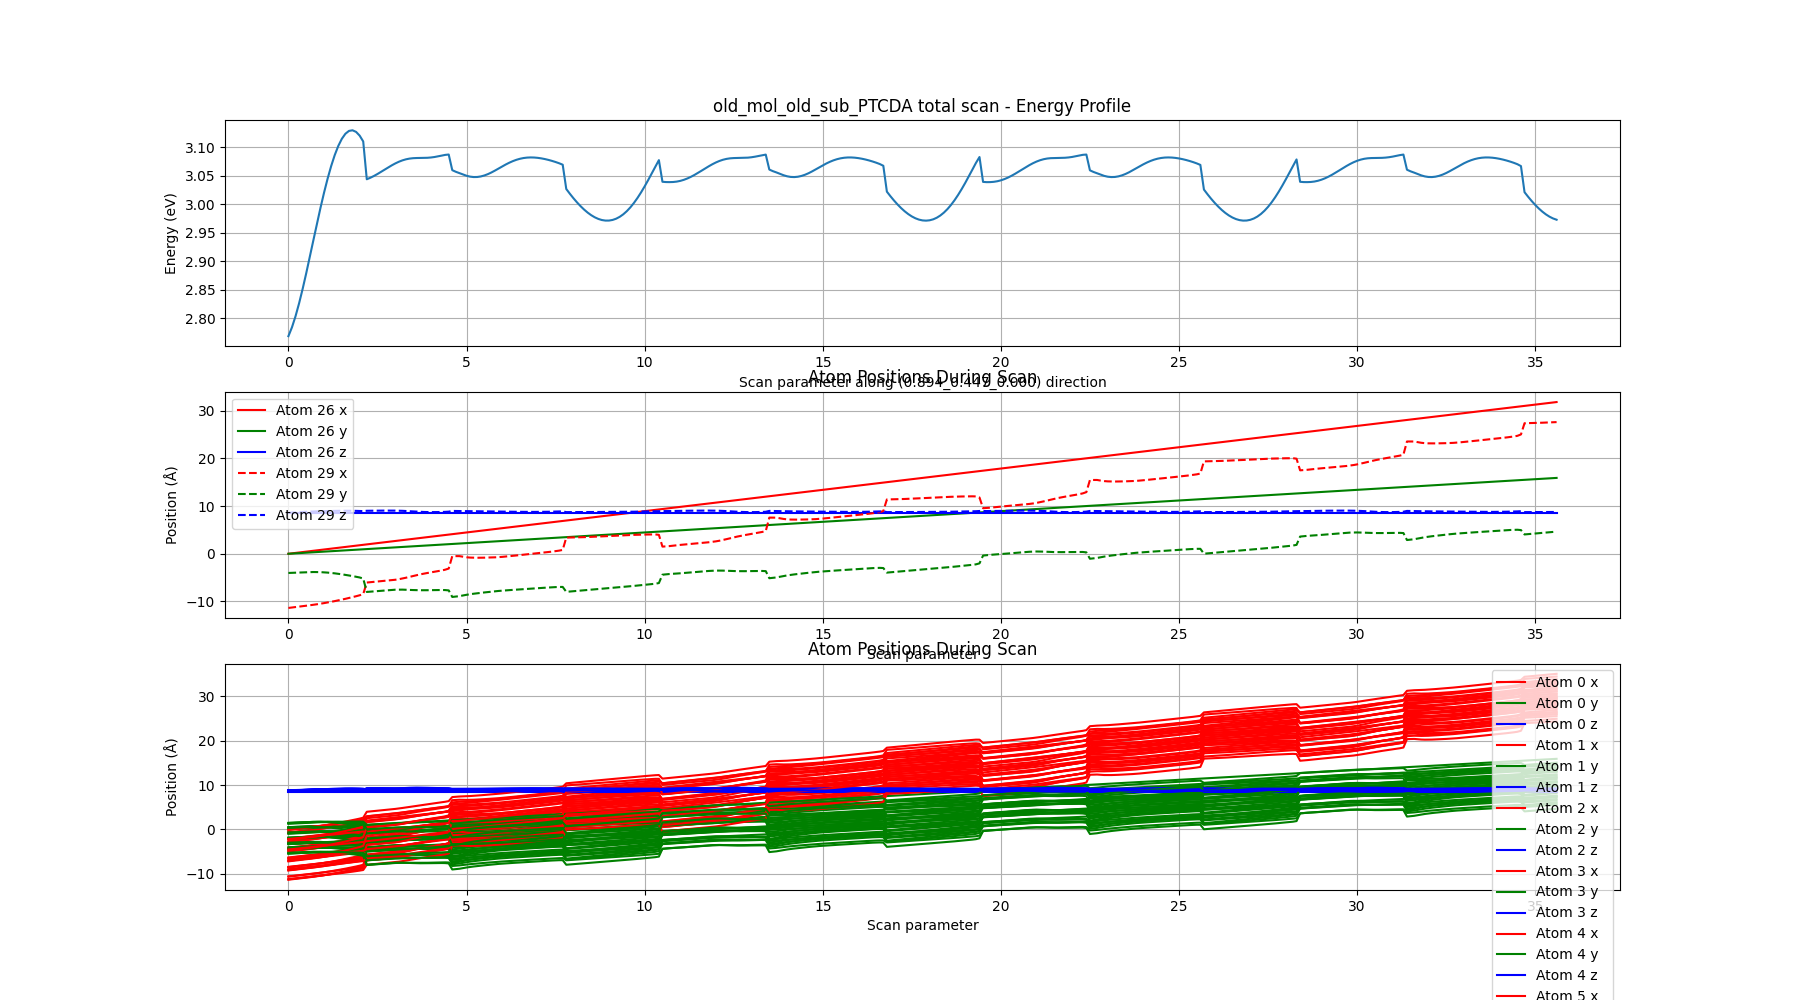 old_mol_old_sub_PTCDA total scan - Energy Profile
Energy (eV)
3.10
3.05
3.00
2.95
2.90
2.85
2.80
0 5 10 15 20 25 30 35
Scan parameter along (0.894_0.447_0.000) direction
Atom Positions During Scan
Position (Å)
30
20
10
0
−10
Atom 26 x
Atom 26 y
Atom 26 z
Atom 29 x
Atom 29 y
Atom 29 z
0 5 10 15 20 25 30 35
Scan parameter
Atom Positions During Scan
Position (Å)
30
20
10
0
−10
Atom 0 x
Atom 0 y
Atom 0 z
Atom 1 x
Atom 1 y
Atom 1 z
Atom 2 x
Atom 2 y
Atom 2 z
Atom 3 x
Atom 3 y
Atom 3 z
Atom 4 x
Atom 4 y
Atom 4 z
Atom 5 x
0 5 10 15 20 25 30 35
Scan parameter